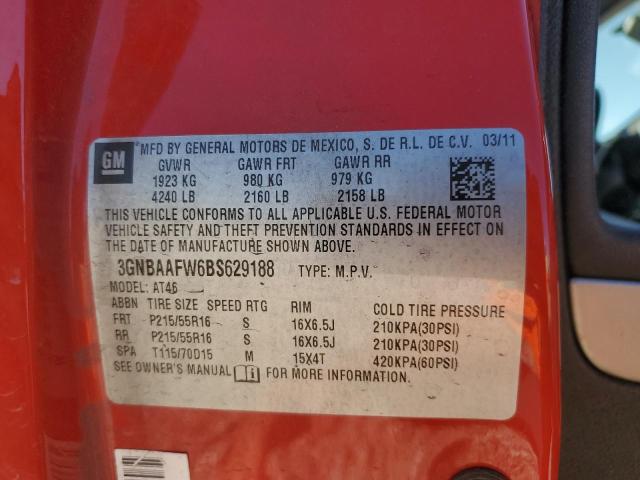 GM MFD BY GENERAL MOTORS DE MEXICO, S. DE R.L. DE C.V. 03/11
GVWR GAWR FRT GAWR RR
1923 KG 980 KG 979 KG
4240 LB 2160 LB 2158 LB
THIS VEHICLE CONFORMS TO ALL APPLICABLE U.S. FEDERAL MOTOR
VEHICLE SAFETY AND THEFT PREVENTION STANDARDS IN EFFECT
ON THE DATE OF MANUFACTURE SHOWN ABOVE.
3GNBAAFW6BS629188 TYPE: M.P.V.
MODEL: AT46
ABBN TIRE SIZE SPEED RTG RIM COLD TIRE PRESSURE
FRT P215/55R16 S 16X6.5J 210KPA(30PSI)
RR P215/55R16 S 16X6.5J 210KPA(30PSI)
SPA T115/70D15 M 15X4T 420KPA(60PSI)
SEE OWNER'S MANUAL FOR MORE INFORMATION.